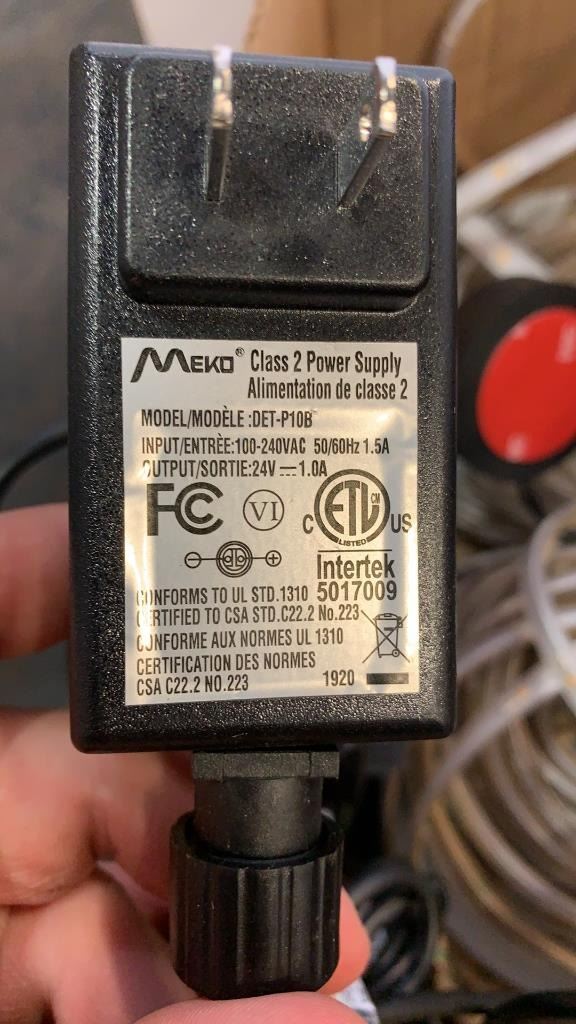 MEKO® Class 2 Power Supply
Alimentation de classe 2
MODEL/MODÈLE :DET-P10B
INPUT/ENTRÈE:100-240VAC 50/60Hz 1.5A
OUTPUT/SORTIE:24V⎓1.0A
FC VI C ETL CM US
LISTED
Intertek
5017009
CONFORMS TO UL STD.1310
CERTIFIED TO CSA STD.C22.2 No.223
CONFORME AUX NORMES UL 1310
CERTIFICATION DES NORMES
CSA C22.2 NO.223 1920